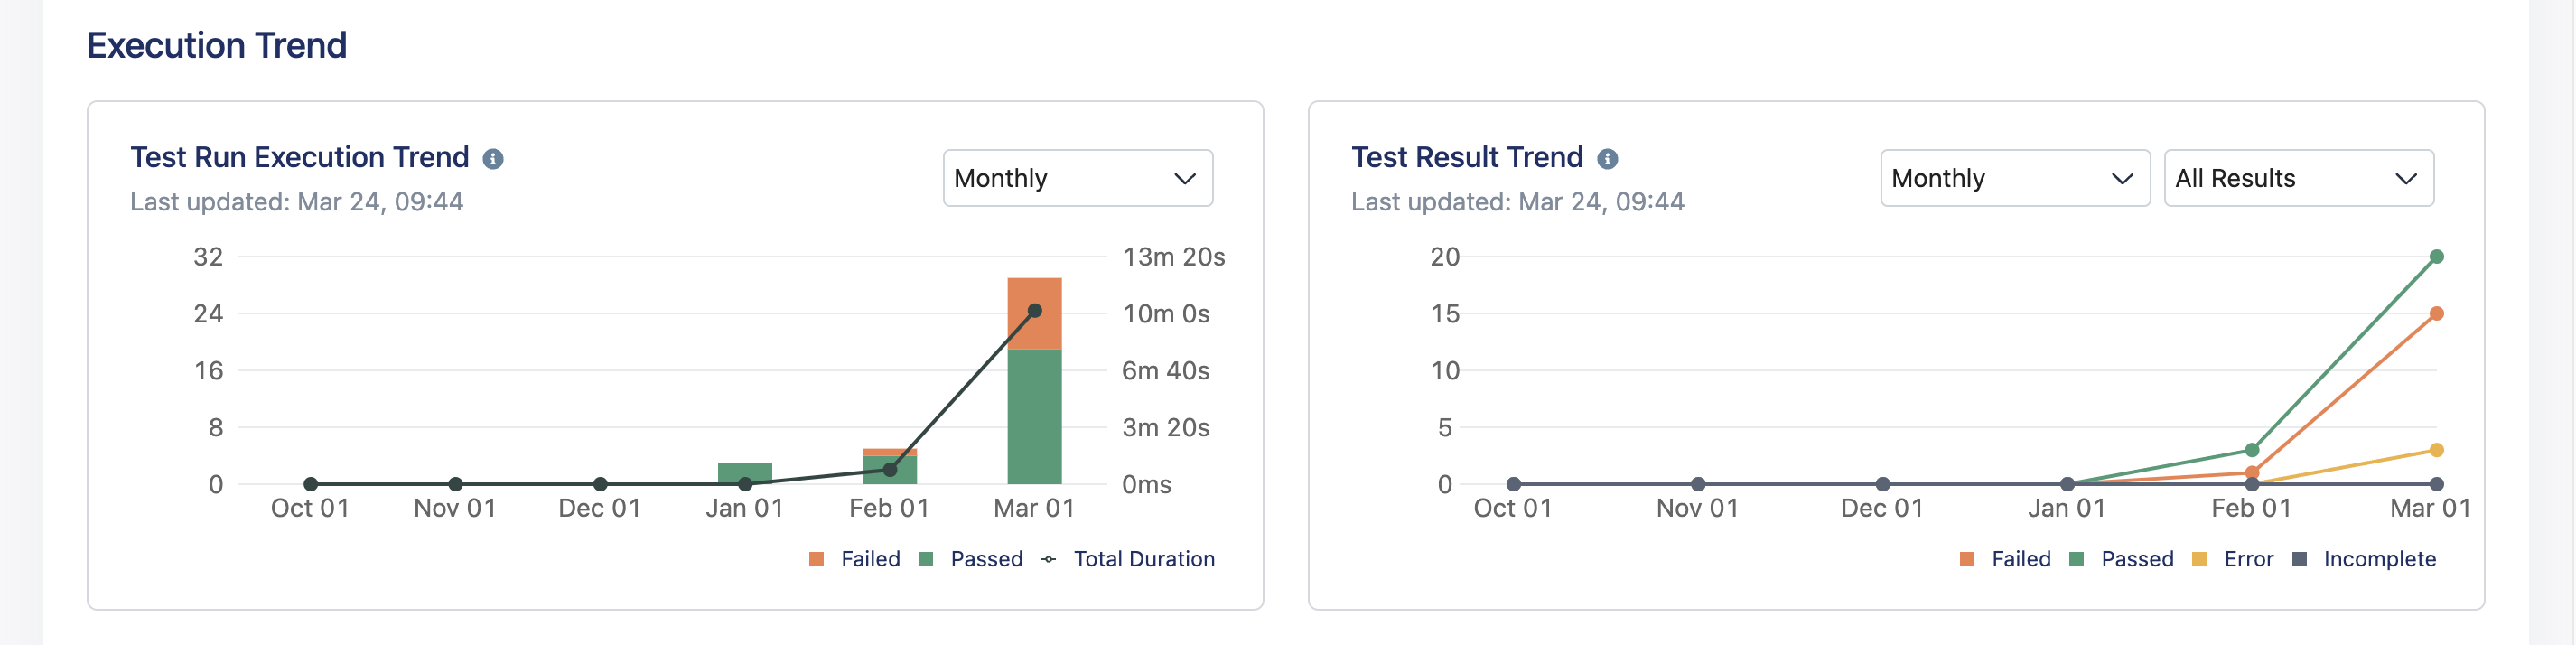 Execution Trend
Test Run Execution Trend
Last updated: Mar 24, 09:44
Monthly
32
24
16
8
0
13m 20s
10m 0s
6m 40s
3m 20s
0ms
Oct 01 Nov 01 Dec 01 Jan 01 Feb 01 Mar 01
Failed Passed Total Duration
Test Result Trend
Last updated: Mar 24, 09:44
Monthly
All Results
20
15
10
5
0
Oct 01 Nov 01 Dec 01 Jan 01 Feb 01 Mar 01
Failed Passed Error Incomplete